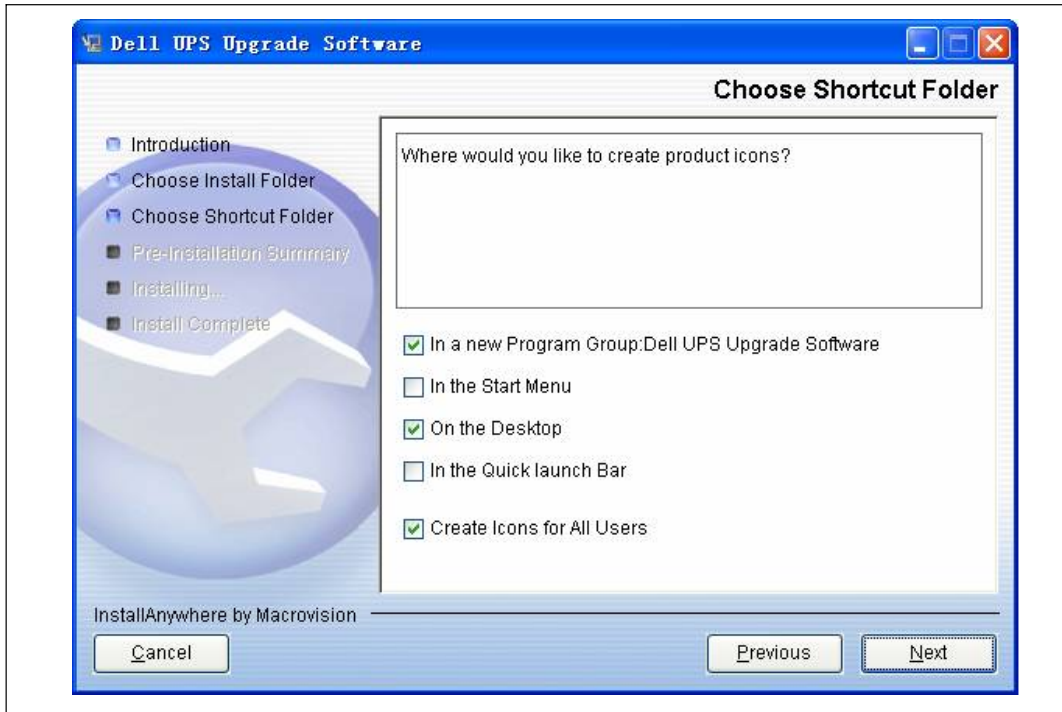 Dell UPS Upgrade Software
Choose Shortcut Folder
Introduction
Choose Install Folder
Choose Shortcut Folder
Pre-Installation Summary
Installing...
Install Complete
Where would you like to create product icons?
In a new Program Group:Dell UPS Upgrade Software
In the Start Menu
On the Desktop
In the Quick launch Bar
Create Icons for All Users
InstallAnywhere by Macrovision
Cancel
Previous
Next